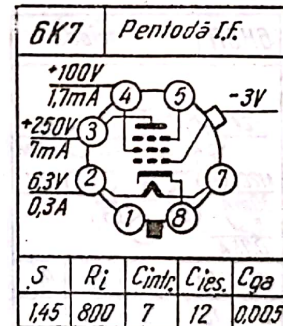 6K7 Pentodă I.F.
+100V
1,7mA 4 5 -3V
+250V 3
7mA
6,3V 2 7
0,3A
1 8
S Ri Cintr. Cies. Cga
1,45 800 7 12 0,005